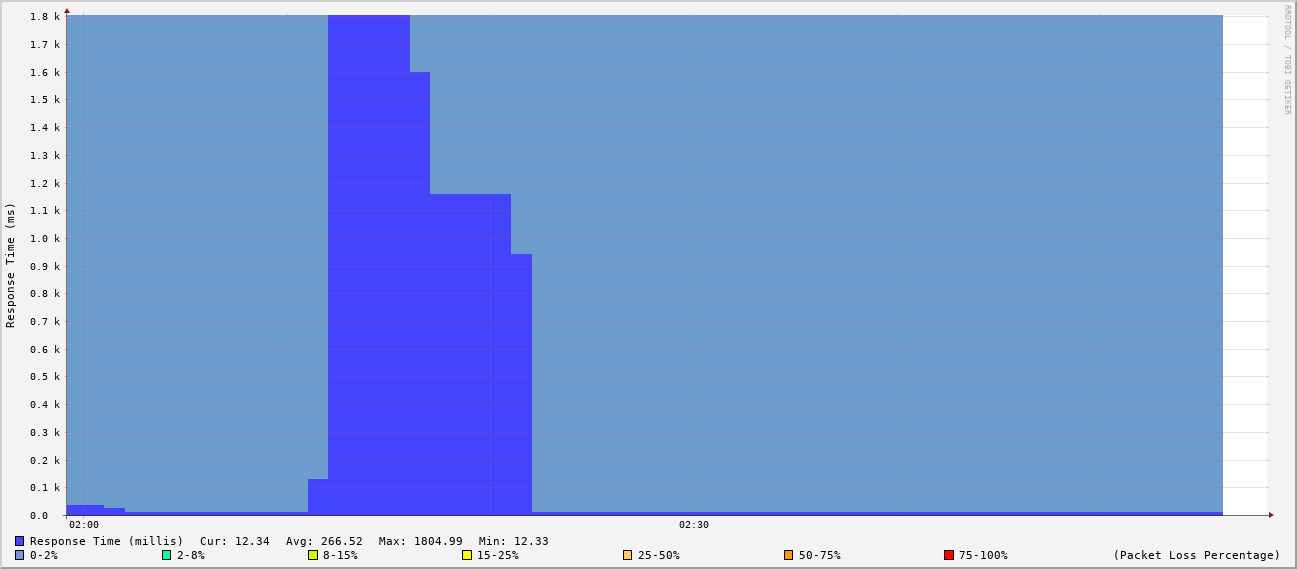 1.8 k
1.7 k
1.6 k
1.5 k
1.4 k
1.3 k
1.2 k
1.1 k
1.0 k
0.9 k
0.8 k
0.7 k
0.6 k
0.5 k
0.4 k
0.3 k
0.2 k
0.1 k
0.0
Response Time (ms)
RRDTOOL / TOBI OETIKER
02:00 02:30
Response Time (millis) Cur: 12.34 Avg: 266.52 Max: 1804.99 Min: 12.33
0-2% 2-8% 8-15% 15-25% 25-50% 50-75% 75-100% (Packet Loss Percentage)